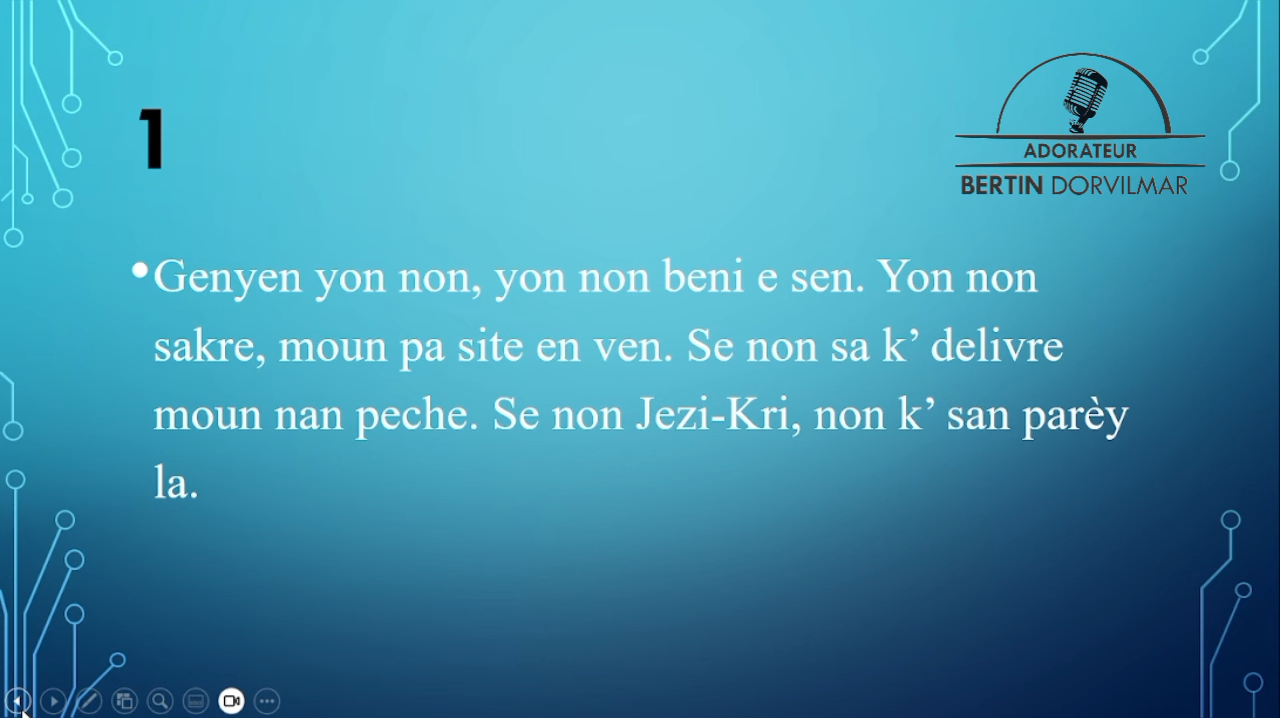 1
ADORATEUR
BERTIN DORVILMAR
•Genyen yon non, yon non beni e sen. Yon non
sakre, moun pa site en ven. Se non sa k’ delivre
moun nan peche. Se non Jezi-Kri, non k’ san parèy
la.